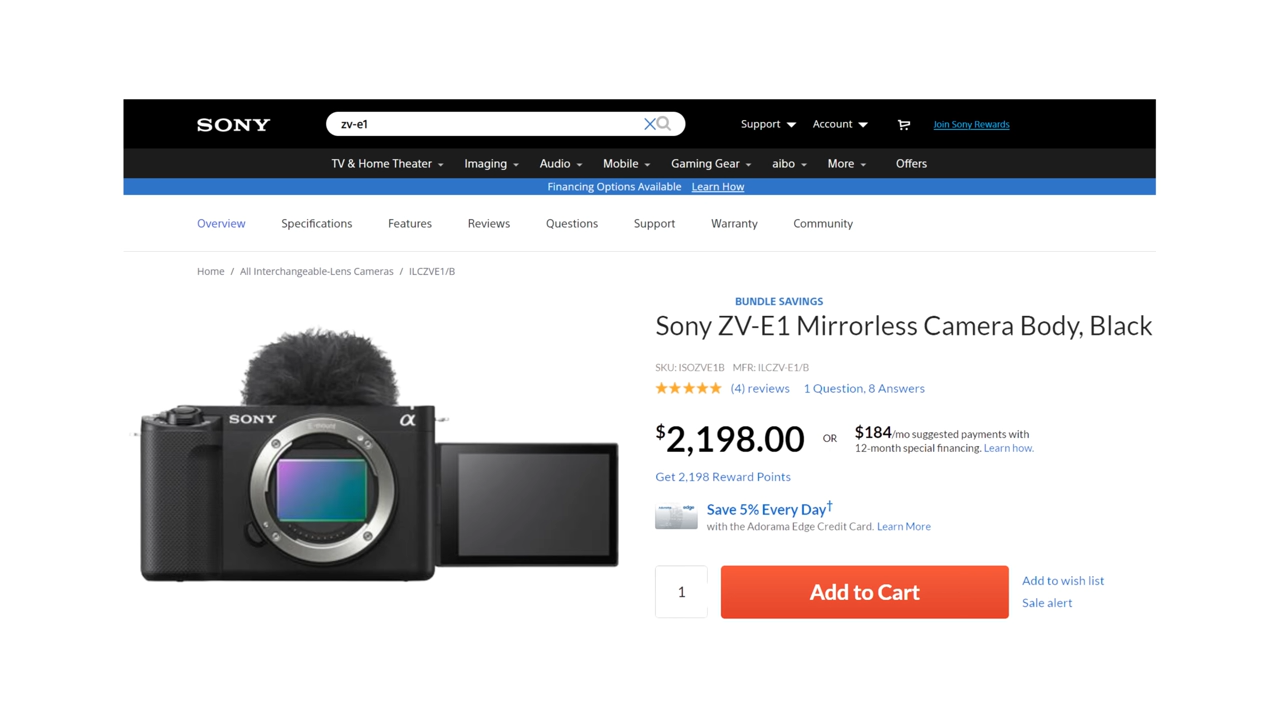 SONY
zv-e1
Support
Account
Join Sony Rewards
TV & Home Theater
Imaging
Audio
Mobile
Gaming Gear
aibo
More
Offers
Financing Options Available Learn How
Overview
Specifications
Features
Reviews
Questions
Support
Warranty
Community
Home / All Interchangeable-Lens Cameras / ILCZVE1/B
BUNDLE SAVINGS
Sony ZV-E1 Mirrorless Camera Body, Black
SKU: ISOZVE1B MFR: ILCZV-E1/B
(4) reviews 1 Question, 8 Answers
$2,198.00 OR $184/mo suggested payments with
12-month special financing. Learn how.
Get 2,198 Reward Points
Save 5% Every Day†
with the Adorama Edge Credit Card. Learn More
1
Add to Cart
Add to wish list
Sale alert
SONY
α
E-mount
edge